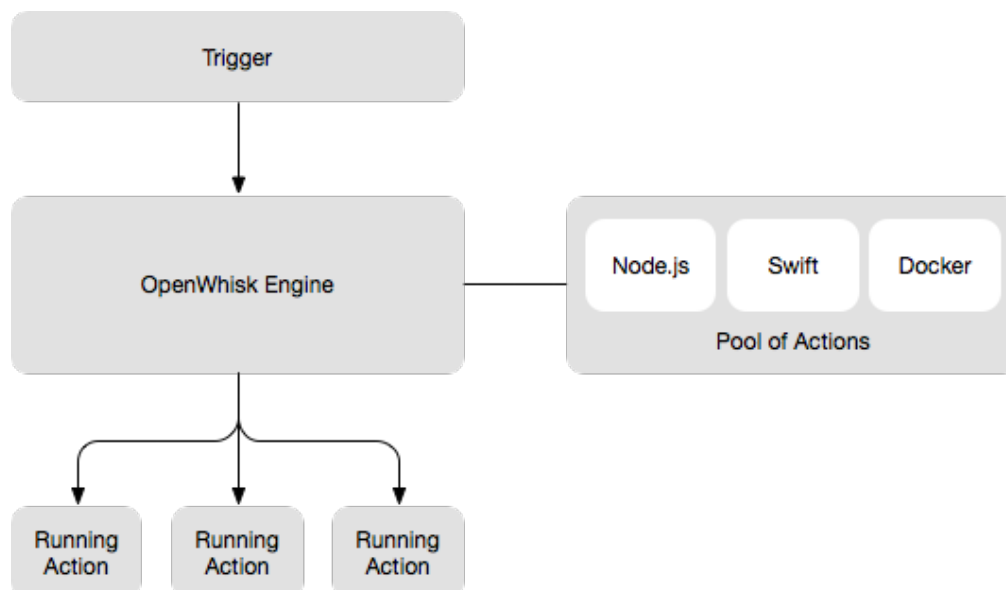 Trigger
OpenWhisk Engine
Node.js
Swift
Docker
Pool of Actions
Running
Action
Running
Action
Running
Action